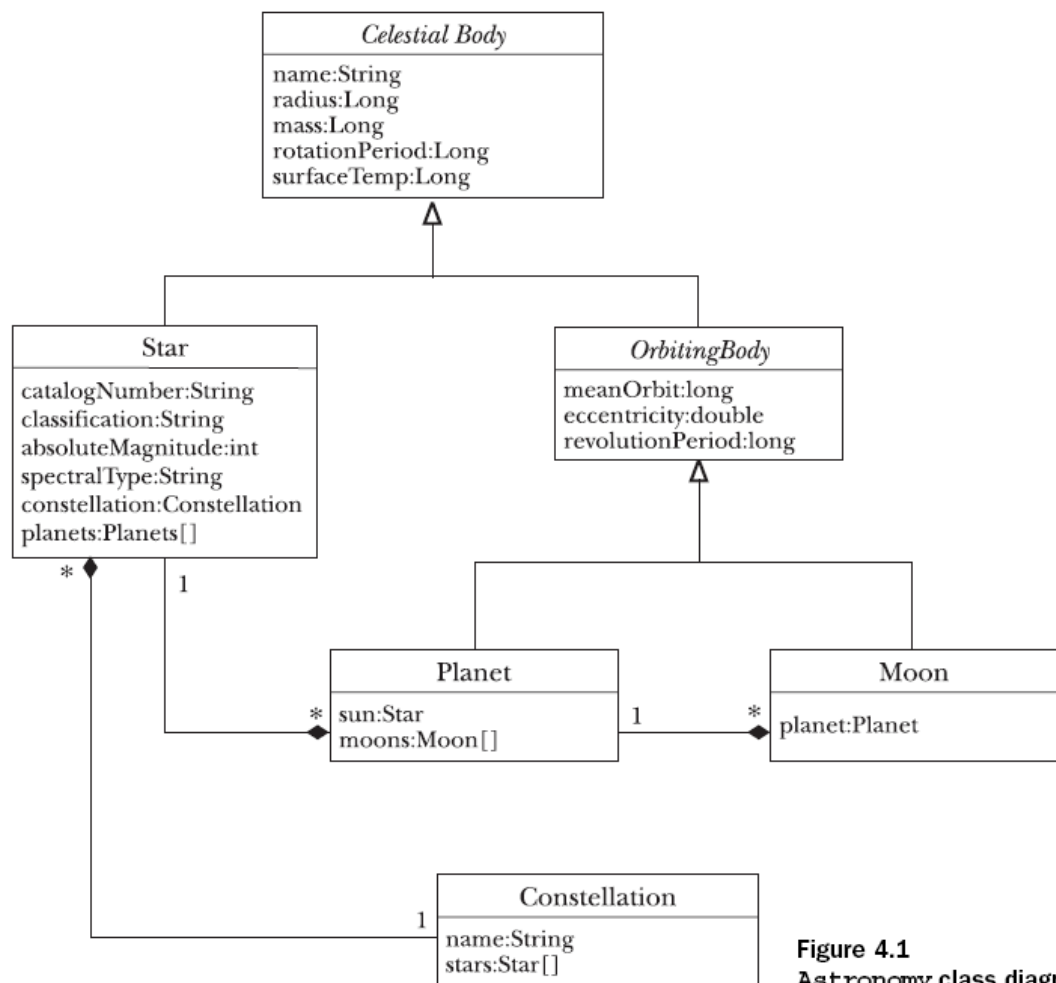 Celestial Body
name:String
radius:Long
mass:Long
rotationPeriod:Long
surfaceTemp:Long
Star
catalogNumber:String
classification:String
absoluteMagnitude:int
spectralType:String
constellation:Constellation
planets:Planets[]
OrbitingBody
meanOrbit:long
eccentricity:double
revolutionPeriod:long
*
1
Planet
sun:Star
moons:Moon[]
*
1
*
Moon
planet:Planet
1
Constellation
name:String
stars:Star[]
Figure 4.1
Astronomy class